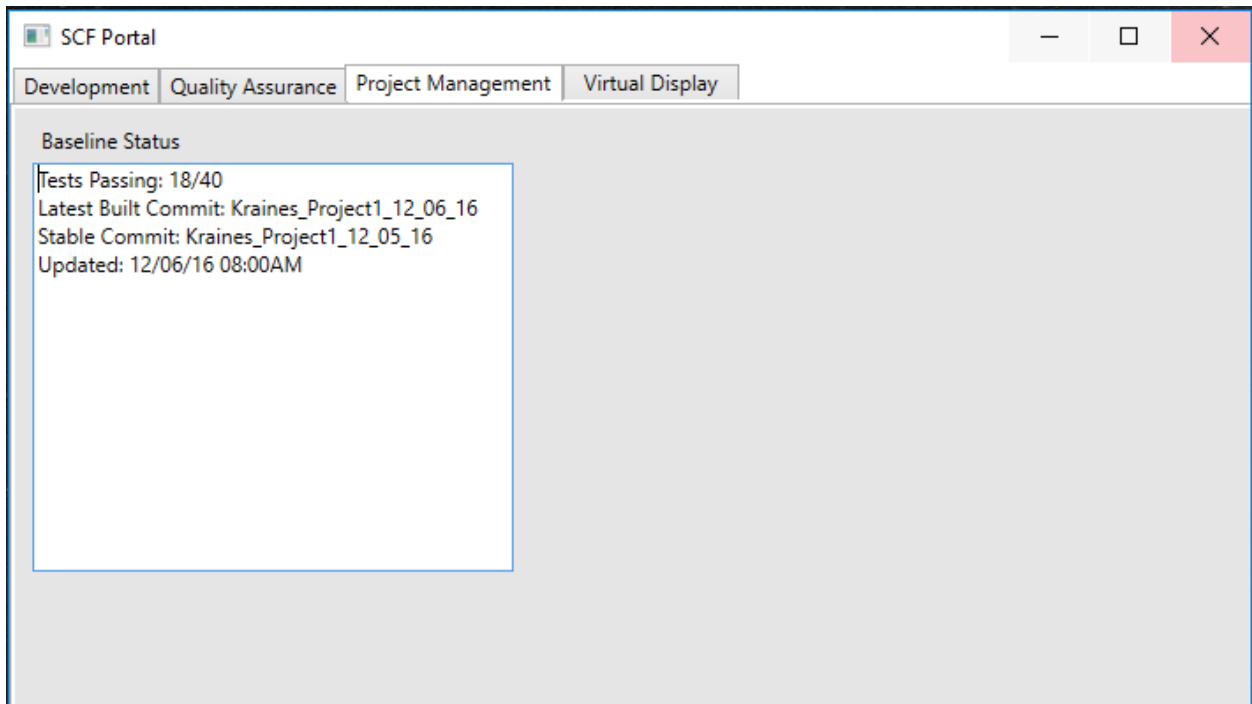 SCF Portal
Development Quality Assurance Project Management Virtual Display
Baseline Status
Tests Passing: 18/40
Latest Built Commit: Kraines_Project1_12_06_16
Stable Commit: Kraines_Project1_12_05_16
Updated: 12/06/16 08:00AM